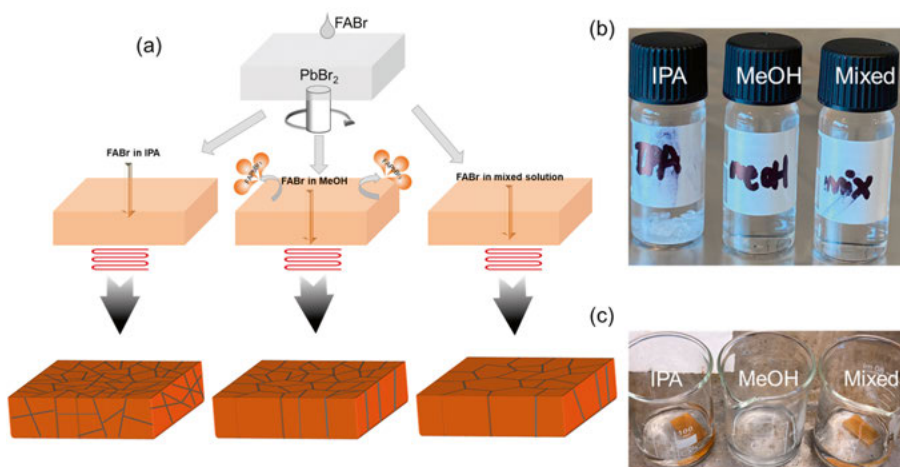 (a)
FABr
PbBr₂
FABr in IPA
FABr in MeOH
FABr in mixed solution
(b)
IPA
MeOH
Mixed
IPA
meoH
mix
(c)
IPA
MeOH
Mixed